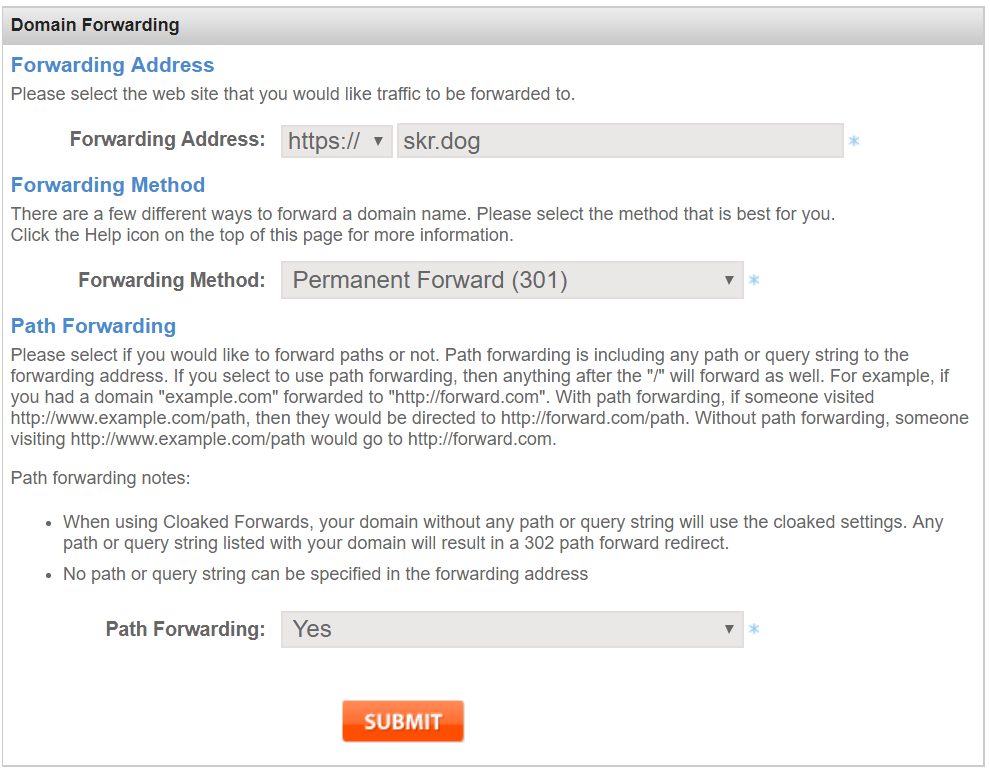 Domain Forwarding
Forwarding Address
Please select the web site that you would like traffic to be forwarded to.
Forwarding Address: https:// ▼ skr.dog *
Forwarding Method
There are a few different ways to forward a domain name. Please select the method that is best for you.
Click the Help icon on the top of this page for more information.
Forwarding Method: Permanent Forward (301) ▼ *
Path Forwarding
Please select if you would like to forward paths or not. Path forwarding is including any path or query string to the
forwarding address. If you select to use path forwarding, then anything after the "/" will forward as well. For example, if
you had a domain "example.com" forwarded to "http://forward.com". With path forwarding, if someone visited
http://www.example.com/path, then they would be directed to http://forward.com/path. Without path forwarding, someone
visiting http://www.example.com/path would go to http://forward.com.
Path forwarding notes:
• When using Cloaked Forwards, your domain without any path or query string will use the cloaked settings. Any
path or query string listed with your domain will result in a 302 path forward redirect.
• No path or query string can be specified in the forwarding address
Path Forwarding: Yes ▼ *
SUBMIT